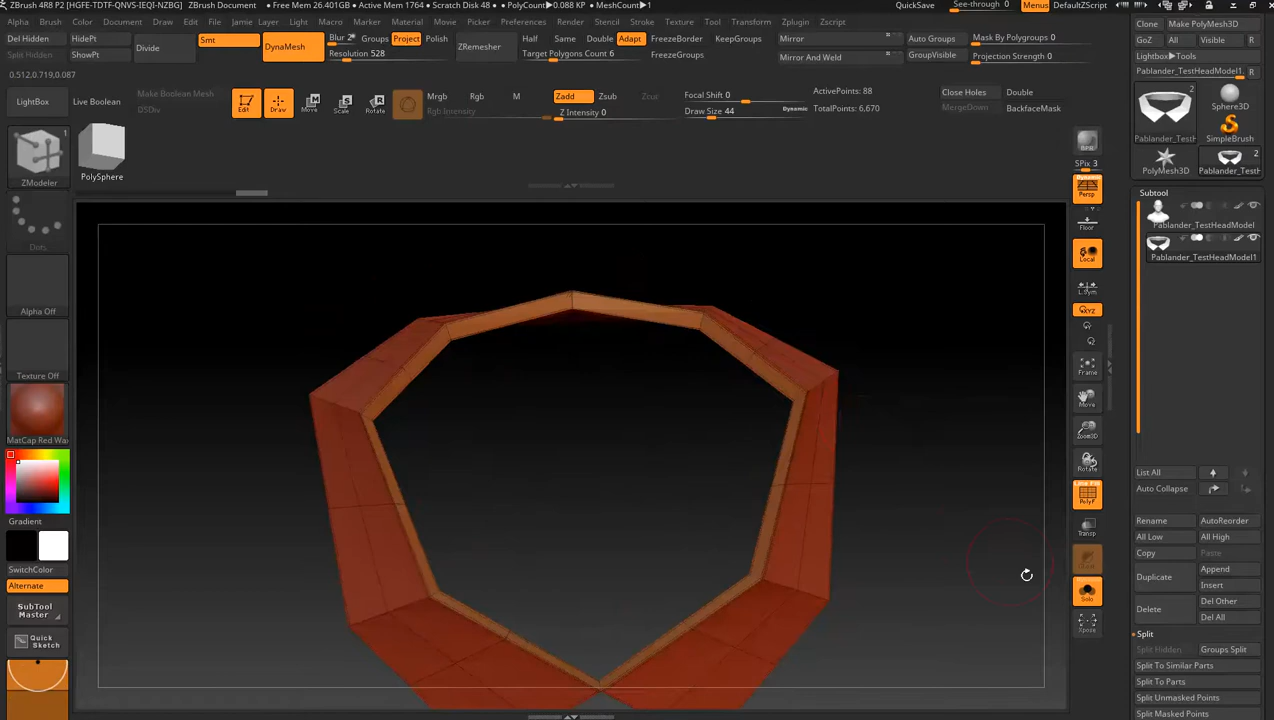 ZBrush 4R8 P2 [HGFE-TDTF-QNVS-IEQI-NZBG]   ZBrush Document   • Free Mem 26.401GB • Active Mem 1764 • Scratch Disk 48 • PolyCount▸0.088 KP • MeshCount▸1
QuickSave
See-through 0
Menus
DefaultZScript
Alpha Brush Color Document Draw Edit File Jamie Layer Light Macro Marker Material Movie Picker Preferences Render Stencil Stroke Texture Tool Transform Zplugin Zscript
Del Hidden
HidePt
Split Hidden
ShowPt
Divide
Smt
DynaMesh
Blur 2
Groups
Project
Polish
Resolution 528
ZRemesher
Half
Same
Double
Adapt
Target Polygons Count 6
FreezeBorder
KeepGroups
FreezeGroups
Mirror
Mirror And Weld
Auto Groups
GroupVisible
Mask By Polygroups 0
Projection Strength 0
0.512,0.719,0.087
LightBox
Live Boolean
Make Boolean Mesh
DSDiv
Edit
Draw
Move
Scale
Rotate
Mrgb
Rgb
M
Rgb Intensity
Zadd
Zsub
Zcut
Z Intensity 0
Focal Shift 0
Draw Size 44
Dynamic
ActivePoints: 88
TotalPoints: 6,670
Close Holes
Double
MergeDown
BackfaceMask
ZModeler
1
PolySphere
Dots
Alpha Off
Texture Off
MatCap Red Wax
Gradient
SwitchColor
Alternate
SubTool
Master
Quick
Sketch
BPR
SPix 3
Dynamic
Persp
Floor
Local
L.Sym
XYZ
Frame
Move
Zoom3D
Rotate
Line Fill
PolyF
Transp
Ghost
Solo
Xpose
Clone
Make PolyMesh3D
GoZ
All
Visible
R
Lightbox▸Tools
Pablander_TestHeadModel1.
R
2
Pablander_TestH
Sphere3D
SimpleBrush
PolyMesh3D
2
Pablander_TestH
Subtool
Pablander_TestHeadModel
Pablander_TestHeadModel1
List All
Auto Collapse
Rename
AutoReorder
All Low
All High
Copy
Paste
Duplicate
Append
Insert
Delete
Del Other
Del All
Split
Split Hidden
Groups Split
Split To Similar Parts
Split To Parts
Split Unmasked Points
Split Masked Points